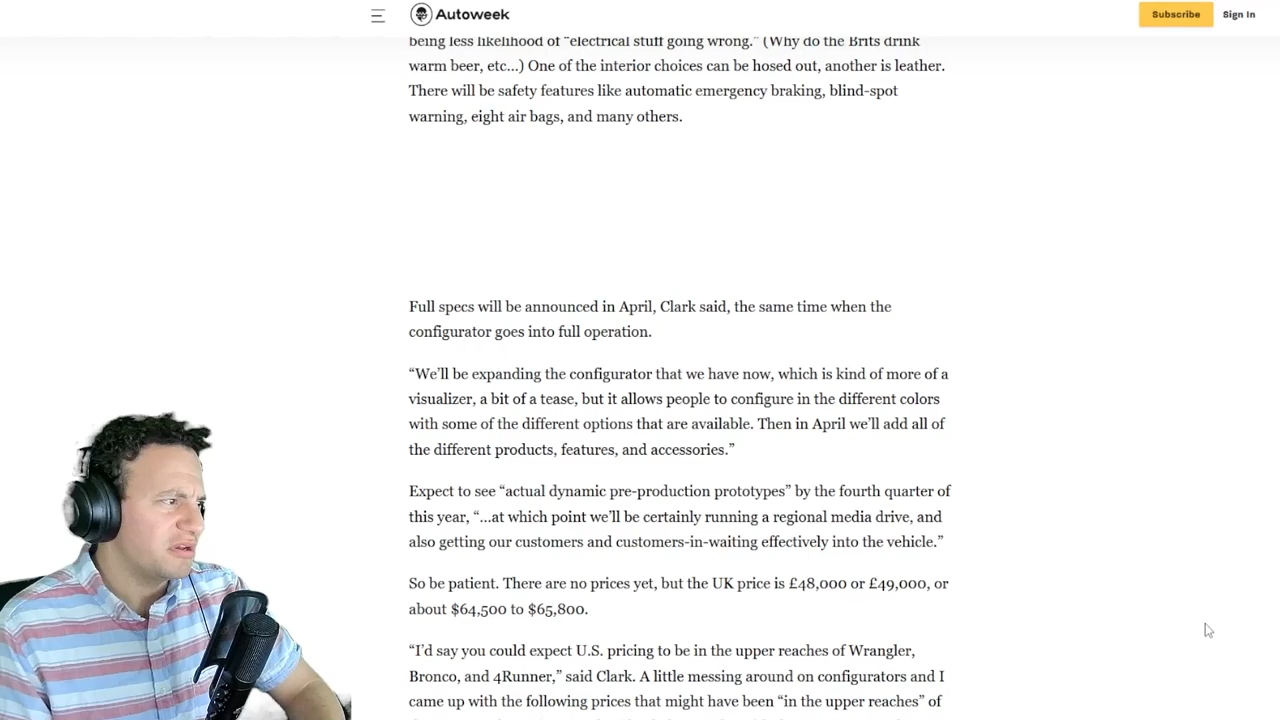 Autoweek
Subscribe
Sign In
being less likelihood of “electrical stuff going wrong.” (Why do the Brits drink
warm beer, etc…) One of the interior choices can be hosed out, another is leather.
There will be safety features like automatic emergency braking, blind-spot
warning, eight air bags, and many others.
Full specs will be announced in April, Clark said, the same time when the
configurator goes into full operation.
“We’ll be expanding the configurator that we have now, which is kind of more of a
visualizer, a bit of a tease, but it allows people to configure in the different colors
with some of the different options that are available. Then in April we’ll add all of
the different products, features, and accessories.”
Expect to see “actual dynamic pre-production prototypes” by the fourth quarter of
this year, “…at which point we’ll be certainly running a regional media drive, and
also getting our customers and customers-in-waiting effectively into the vehicle.”
So be patient. There are no prices yet, but the UK price is £48,000 or £49,000, or
about $64,500 to $65,800.
“I’d say you could expect U.S. pricing to be in the upper reaches of Wrangler,
Bronco, and 4Runner,” said Clark. A little messing around on configurators and I
came up with the following prices that might have been “in the upper reaches” of